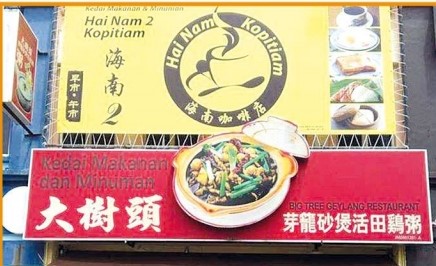 Kedai Makanan & Minuman
Hai Nam 2
Kopitiam
海南
2
早市·午市
Hai Nam Kopitiam
海南咖啡店
Kedai Makanan
dan Minuman
大樹頭
BIG TREE GEYLANG RESTAURANT
芽籠砂煲活田鷄粥